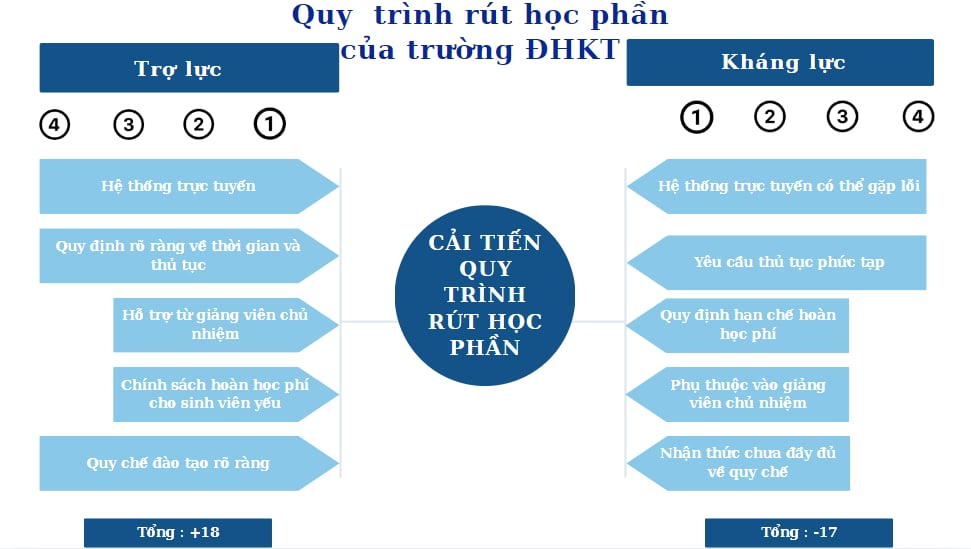 Quy trình rút học phần
của trường ĐHKT
Trợ lực
Kháng lực
4 3 2 1
1 2 3 4
Hệ thống trực tuyến
Quy định rõ ràng về thời gian và
thủ tục
Hỗ trợ từ giảng viên chủ
nhiệm
Chính sách hoàn học phí
cho sinh viên yếu
Quy chế đào tạo rõ ràng
Tổng : +18
CẢI TIẾN
QUY
TRÌNH
RÚT HỌC
PHẦN
Hệ thống trực tuyến có thể gặp lỗi
Yêu cầu thủ tục phức tạp
Quy định hạn chế hoàn
học phí
Phụ thuộc vào giảng
viên chủ nhiệm
Nhận thức chưa đầy đủ
về quy chế
Tổng : -17